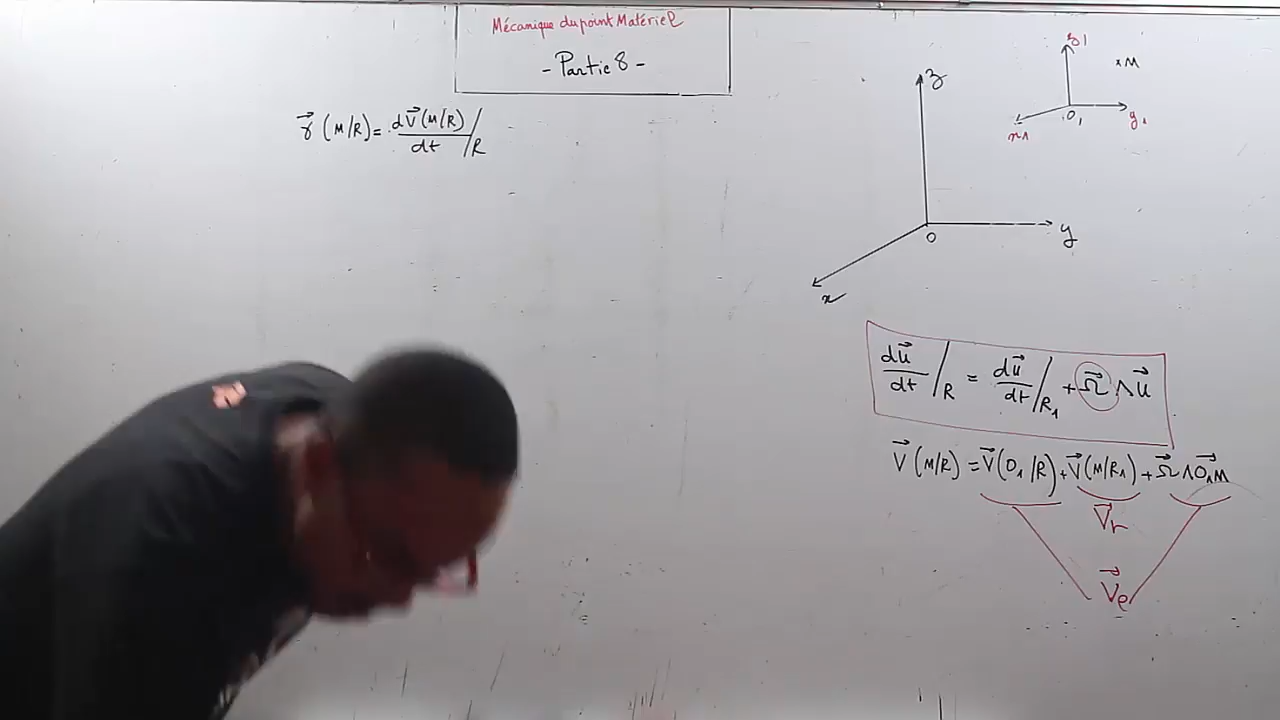 Mécanique du point Matériel
- Partie 8 -
γ⃗ (M/R) = dV⃗(M/R)/dt /R
z
y
x
O
z1
M
y1
x1
O1
du⃗/dt /R = du⃗/dt /R1 + Ω⃗ ∧ u⃗
V⃗ (M/R) = V⃗(O1/R) + V⃗(M/R1) + Ω⃗ ∧ O1M⃗
V⃗r
V⃗e